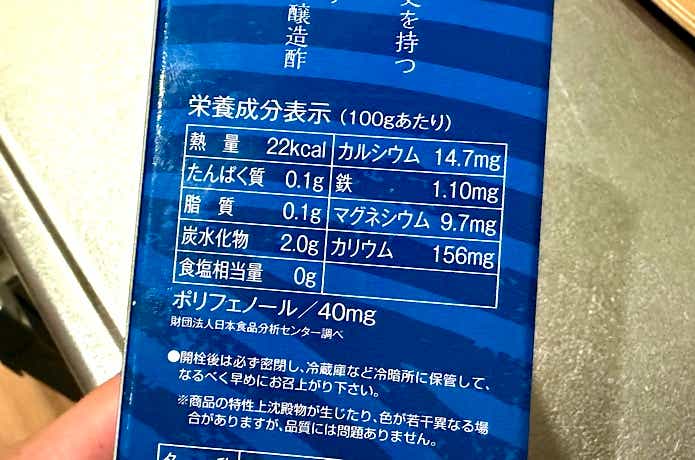 を持つ
醸造酢
栄養成分表示（100gあたり）
熱量 22kcal カルシウム 14.7mg
たんぱく質 0.1g 鉄 1.10mg
脂質 0.1g マグネシウム 9.7mg
炭水化物 2.0g カリウム 156mg
食塩相当量 0g
ポリフェノール／40mg
財団法人日本食品分析センター調べ
●開栓後は必ず密閉し、冷蔵庫など冷暗所に保管して、
なるべく早めにお召上がり下さい。
※商品の特性上沈殿物が生じたり、色が若干異なる場
合がありますが、品質には問題ありません。